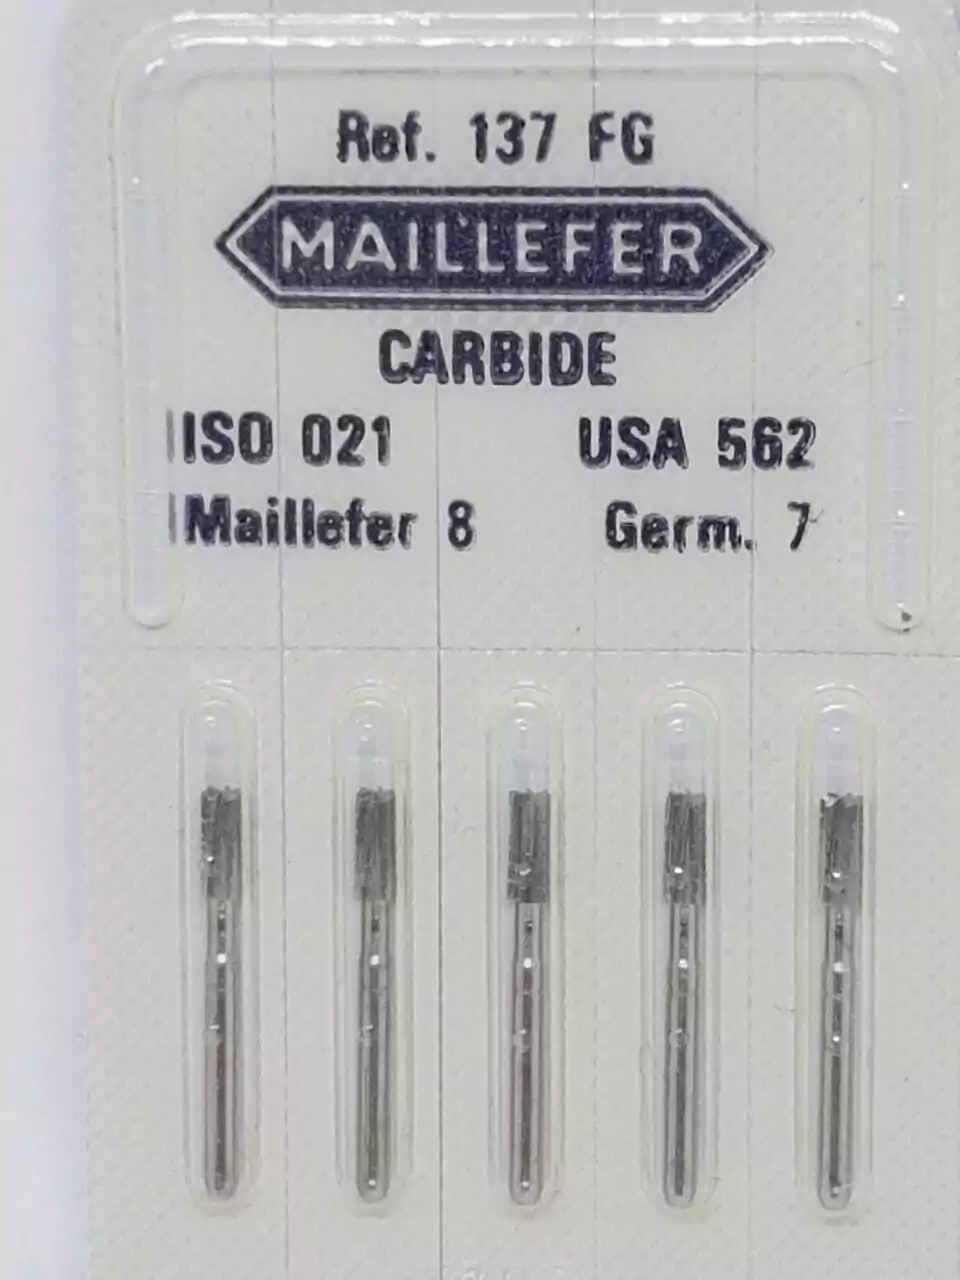 Ref. 137 FG
MAILLEFER
CARBIDE
ISO 021 USA 562
Maillefer 8 Germ. 7